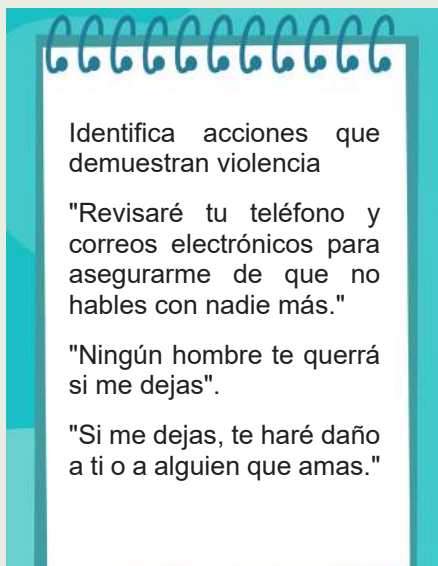 Identifica acciones que
demuestran violencia
"Revisaré tu teléfono y
correos electrónicos para
asegurarme de que no
hables con nadie más."
"Ningún hombre te querrá
si me dejas".
"Si me dejas, te haré daño
a ti o a alguien que amas."